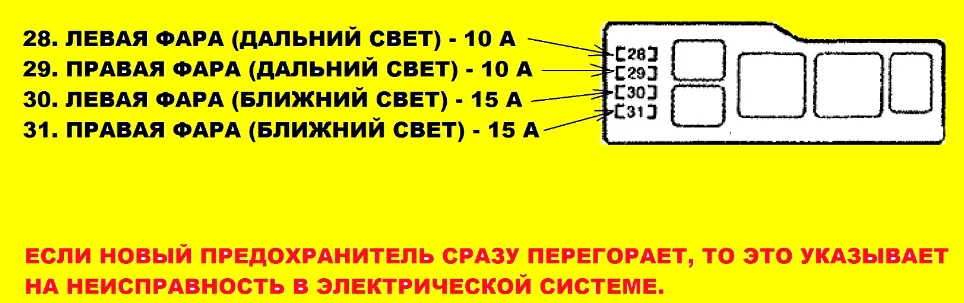 28. ЛЕВАЯ ФАРА (ДАЛЬНИЙ СВЕТ) - 10 А
29. ПРАВАЯ ФАРА (ДАЛЬНИЙ СВЕТ) - 10 А
30. ЛЕВАЯ ФАРА (БЛИЖНИЙ СВЕТ) - 15 А
31. ПРАВАЯ ФАРА (БЛИЖНИЙ СВЕТ) - 15 А
28
29
30
31
ЕСЛИ НОВЫЙ ПРЕДОХРАНИТЕЛЬ СРАЗУ ПЕРЕГОРАЕТ, ТО ЭТО УКАЗЫВАЕТ
НА НЕИСПРАВНОСТЬ В ЭЛЕКТРИЧЕСКОЙ СИСТЕМЕ.